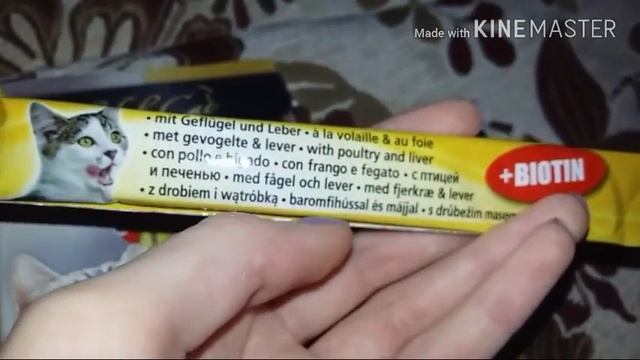 Made with KINEMASTER
• mit Geflügel und Leber • à la volaille & au foie
• met gevogelte & lever • with poultry and liver
• con pollo e hígado • con frango e fegato • с птицей
и печенью • med fågel och lever • med fjerkræ & lever
• z drobiem i wątróbką • baromfihússal és májjal • s drůbežím masem
+BIOTIN